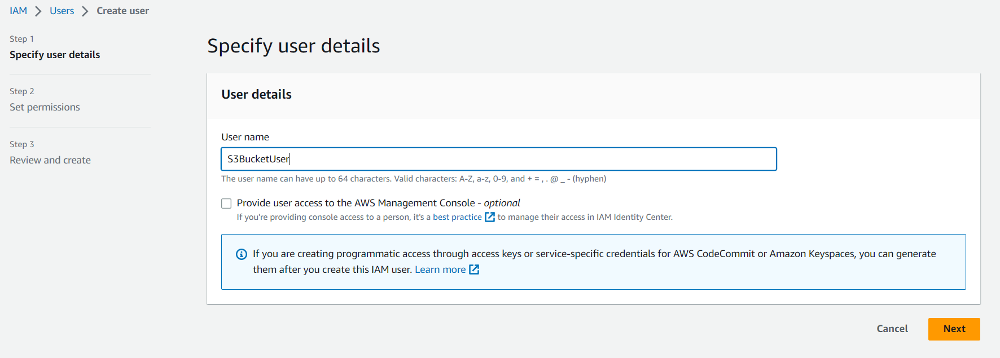 IAM > Users > Create user
Step 1
Specify user details
Step 2
Set permissions
Step 3
Review and create
Specify user details
User details
User name
S3BucketUser
The user name can have up to 64 characters. Valid characters: A-Z, a-z, 0-9, and + = , . @ _ - (hyphen)
Provide user access to the AWS Management Console - optional
If you're providing console access to a person, it's a best practice to manage their access in IAM Identity Center.
If you are creating programmatic access through access keys or service-specific credentials for AWS CodeCommit or Amazon Keyspaces, you can generate
them after you create this IAM user. Learn more
Cancel
Next